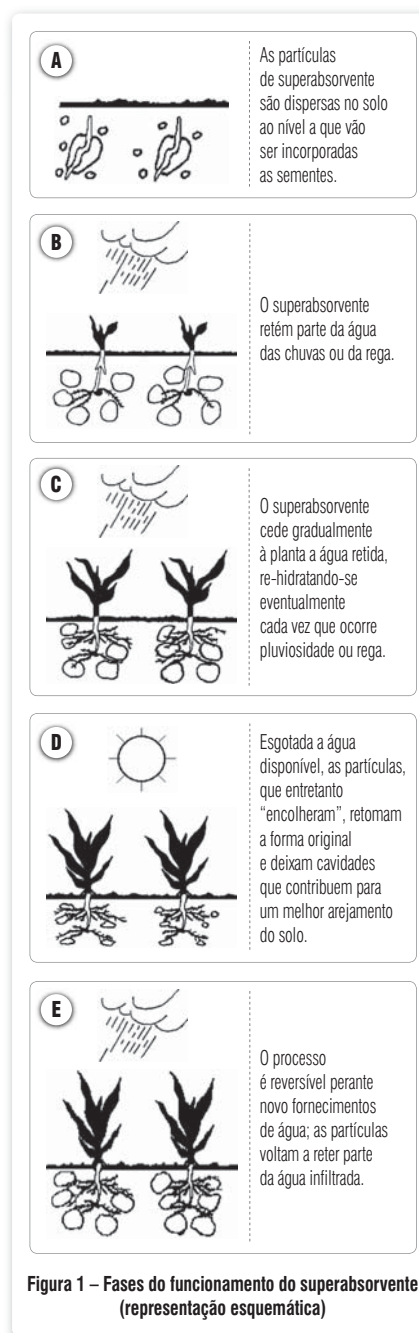 A
As partículas
de superabsorvente
são dispersas no solo
ao nível a que vão
ser incorporadas
as sementes.
B
O superabsorvente
retém parte da água
das chuvas ou da rega.
C
O superabsorvente
cede gradualmente
à planta a água retida,
re-hidratando-se
eventualmente
cada vez que ocorre
pluviosidade ou rega.
D
Esgotada a água
disponível, as partículas,
que entretanto
“encolheram”, retomam
a forma original
e deixam cavidades
que contribuem para
um melhor arejamento
do solo.
E
O processo
é reversível perante
novo fornecimentos
de água; as partículas
voltam a reter parte
da água infiltrada.
Figura 1 – Fases do funcionamento do superabsorvente
(representação esquemática)